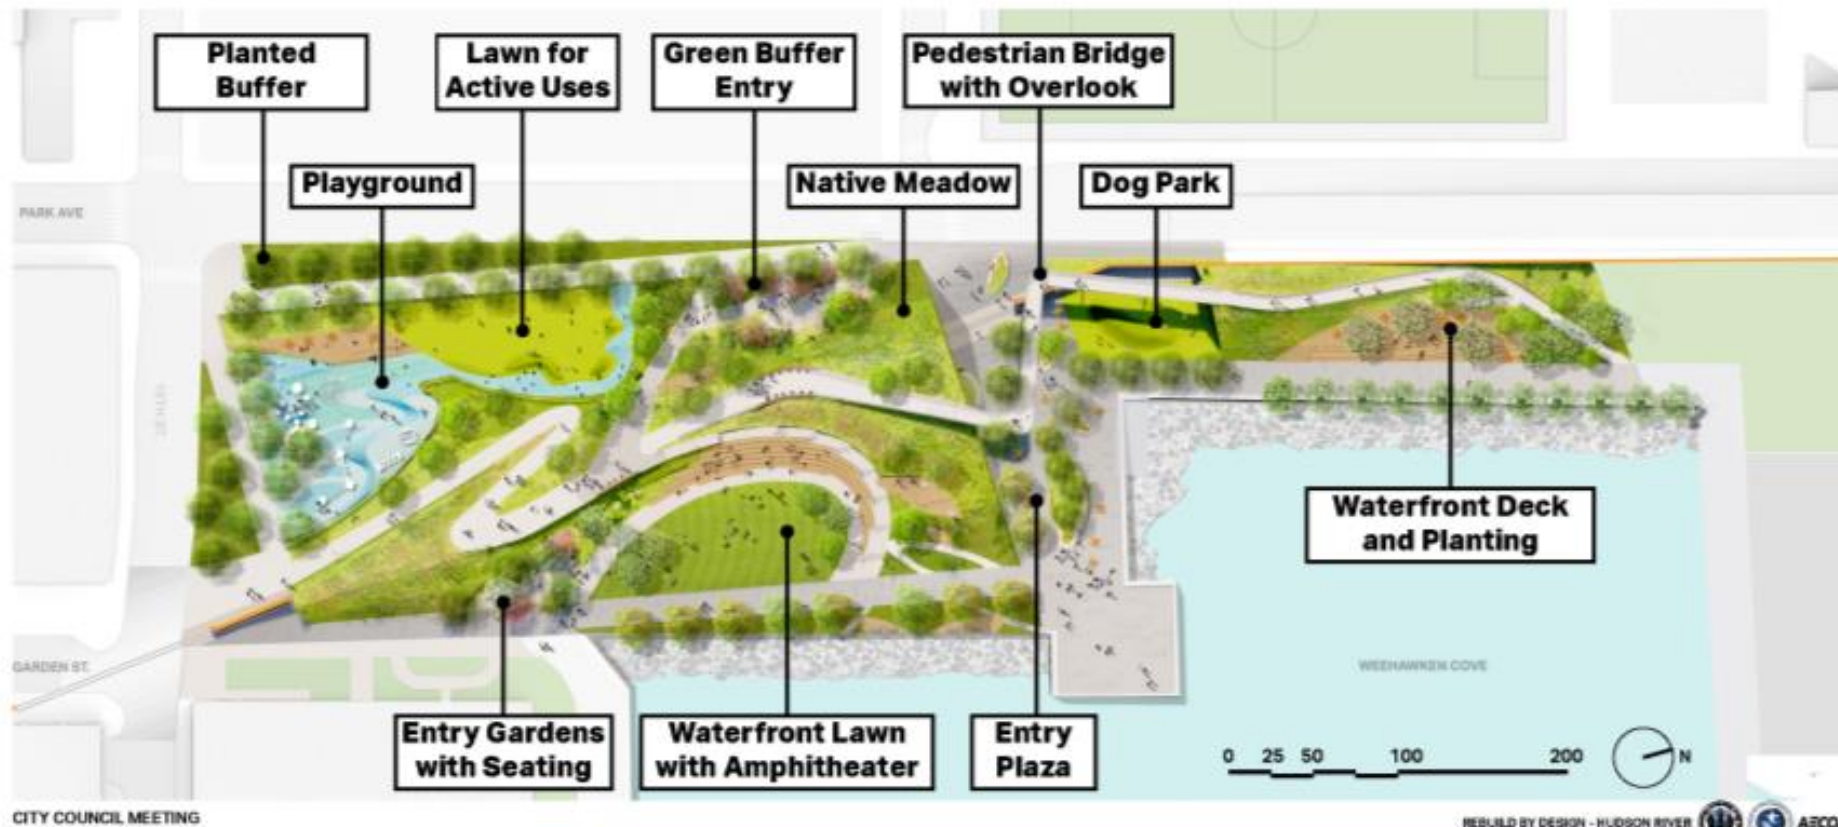 Planted
Buffer
Lawn for
Active Uses
Green Buffer
Entry
Pedestrian Bridge
with Overlook
Playground
Native Meadow
Dog Park
PARK AVE
Waterfront Deck
and Planting
GARDEN ST.
WEEHAWKEN COVE
Entry Gardens
with Seating
Waterfront Lawn
with Amphitheater
Entry
Plaza
0 25 50 100 200
N
CITY COUNCIL MEETING
REBUILD BY DESIGN - HUDSON RIVER
AECO